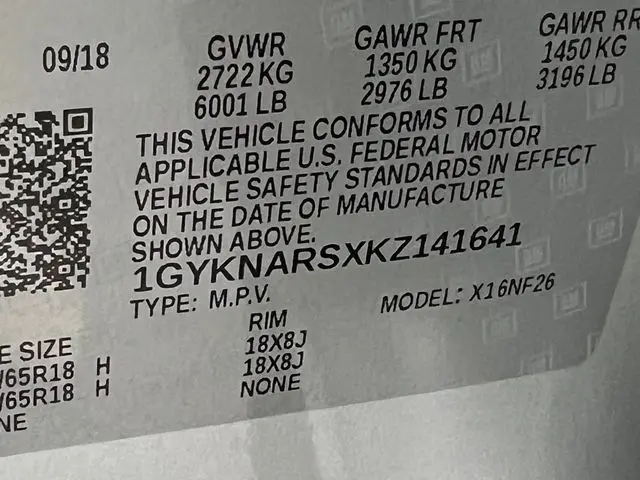 09/18 GVWR GAWR FRT GAWR RR
2722 KG 1350 KG 1450 KG
6001 LB 2976 LB 3196 LB
THIS VEHICLE CONFORMS TO ALL
APPLICABLE U.S. FEDERAL MOTOR
VEHICLE SAFETY STANDARDS IN EFFECT
ON THE DATE OF MANUFACTURE
SHOWN ABOVE.
1GYKNARSXKZ141641
TYPE: M.P.V. MODEL: X16NF26
E SIZE RIM
/65R18 H 18X8J
/65R18 H 18X8J
NE NONE